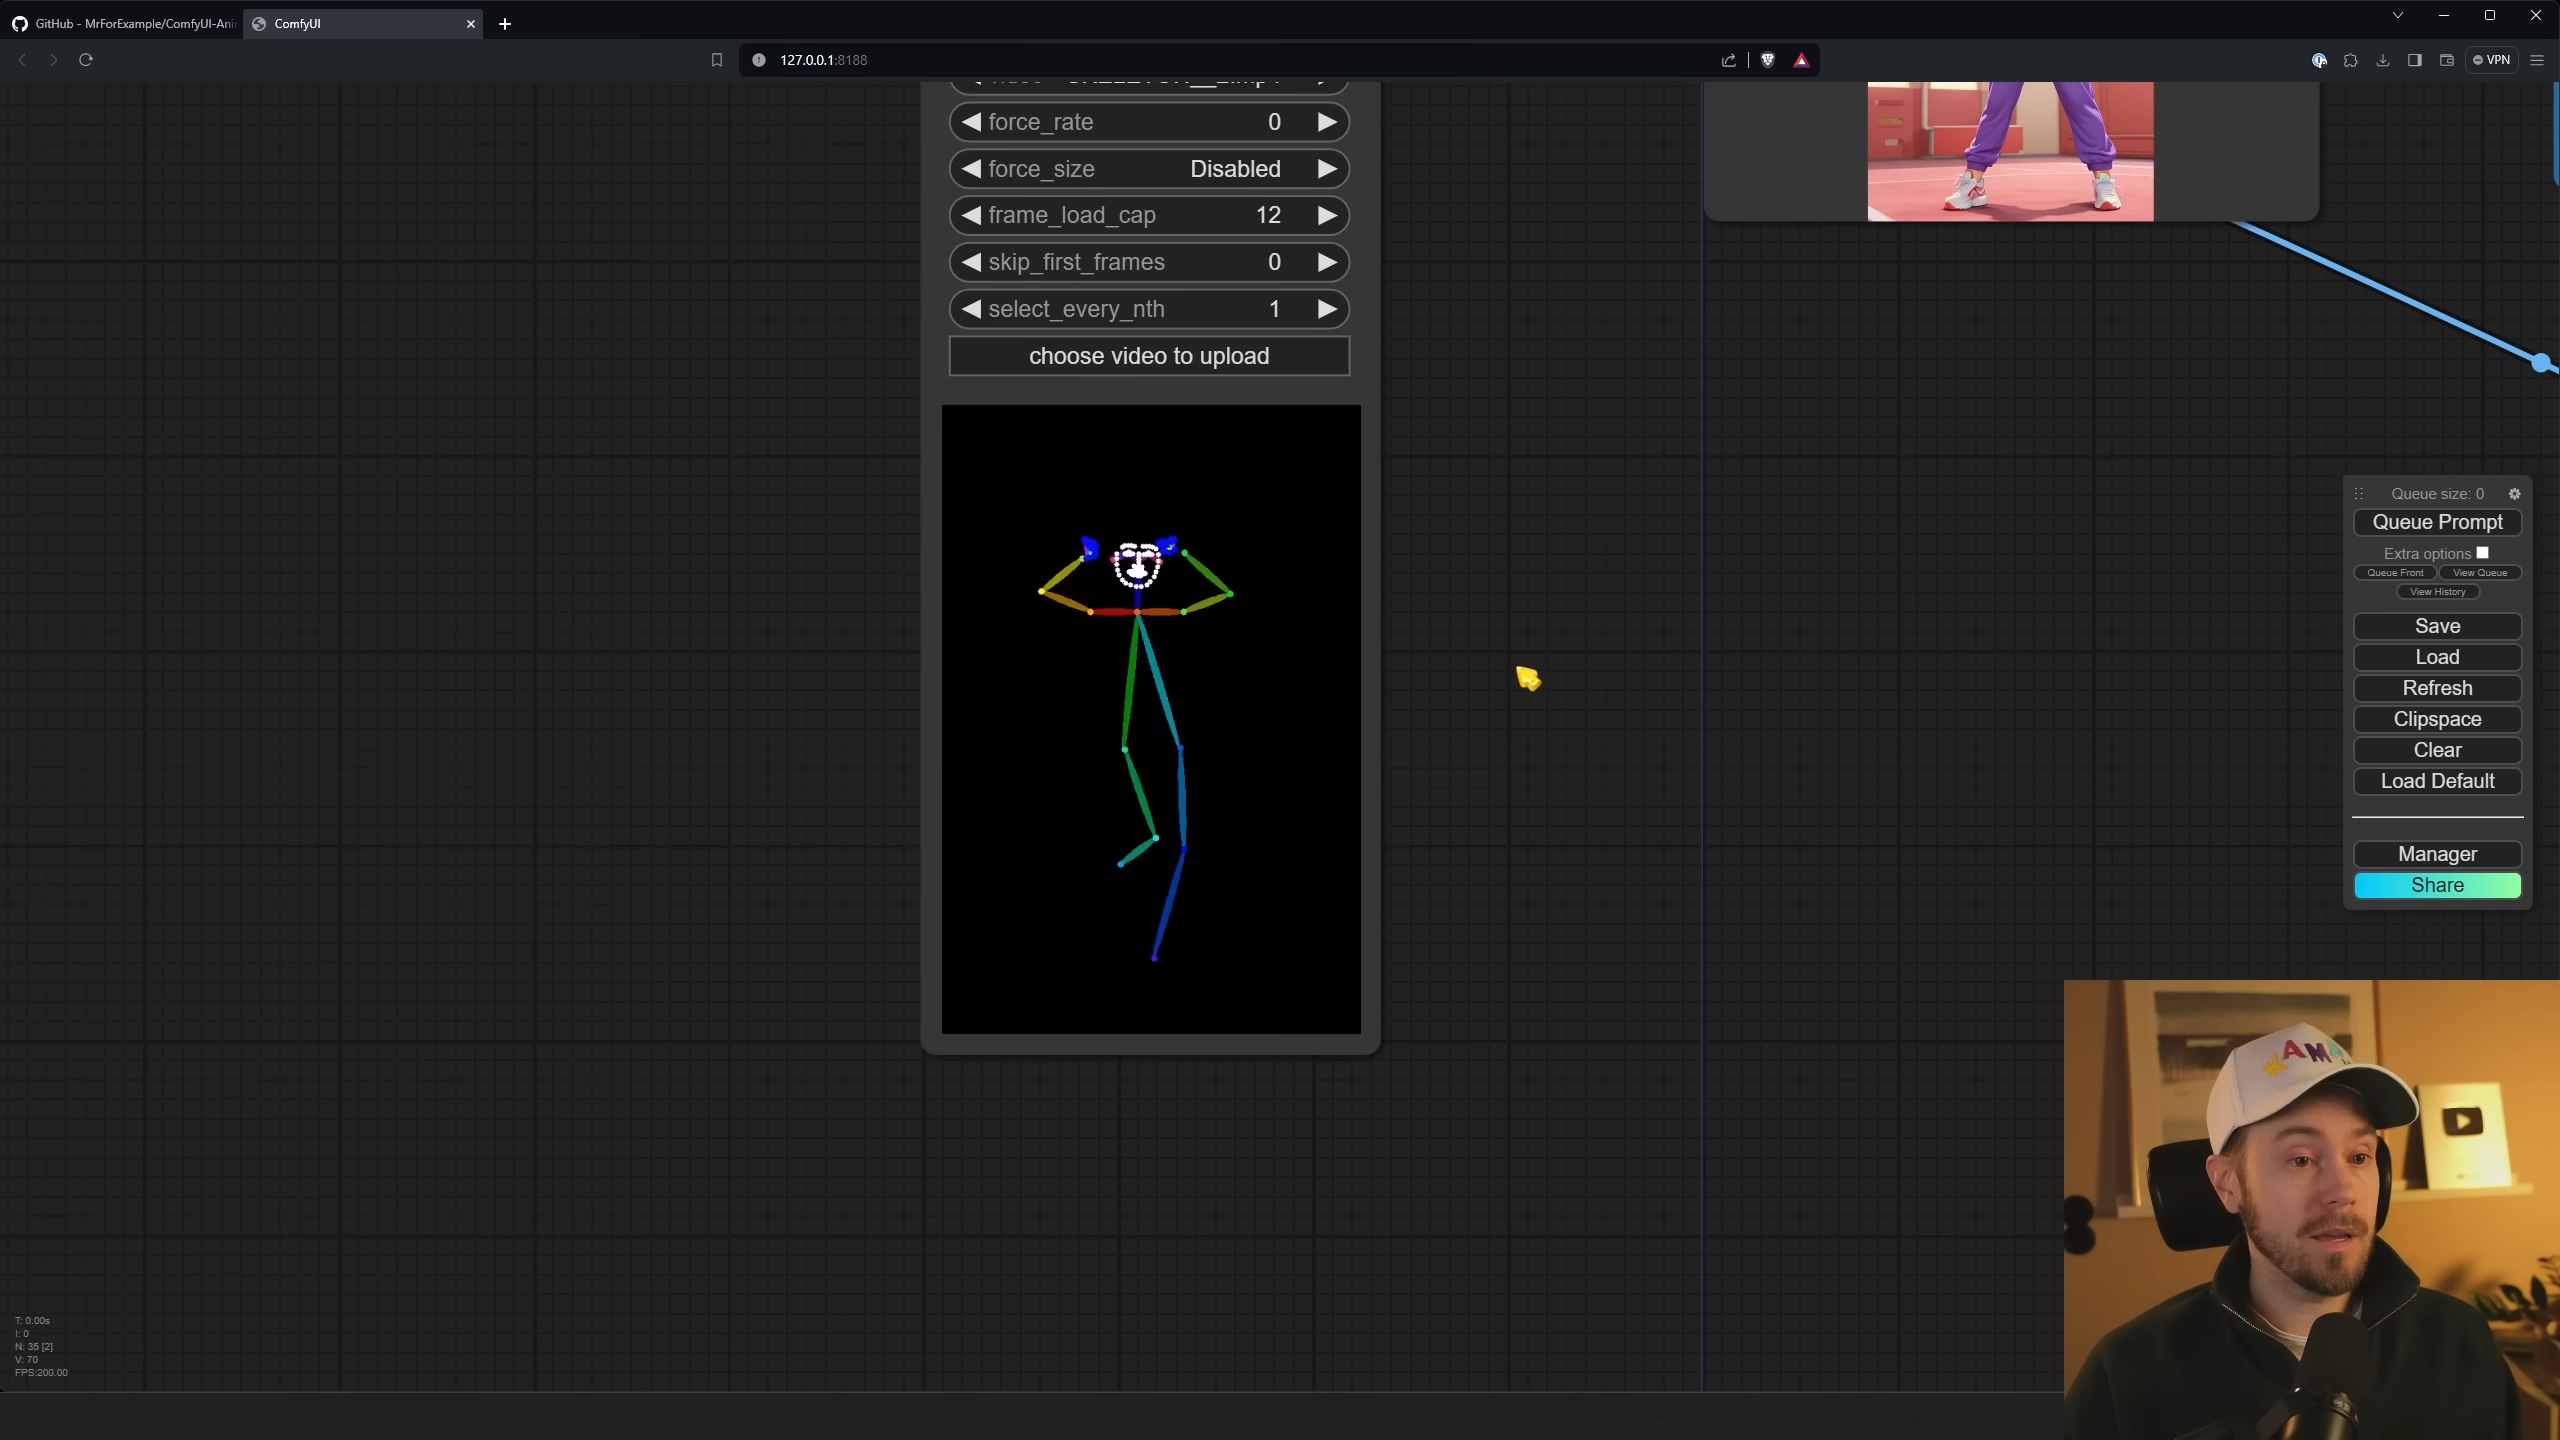 GitHub - MrForExample/ComfyUI-Ani
ComfyUI
127.0.0.1:8188
VPN
force_rate 0
force_size Disabled
frame_load_cap 12
skip_first_frames 0
select_every_nth 1
choose video to upload
Queue size: 0
Queue Prompt
Extra options
Queue Front View Queue
View History
Save
Load
Refresh
Clipspace
Clear
Load Default
Manager
Share
T: 0.00s
I: 0
N: 35 [2]
V: 70
FPS:200.00